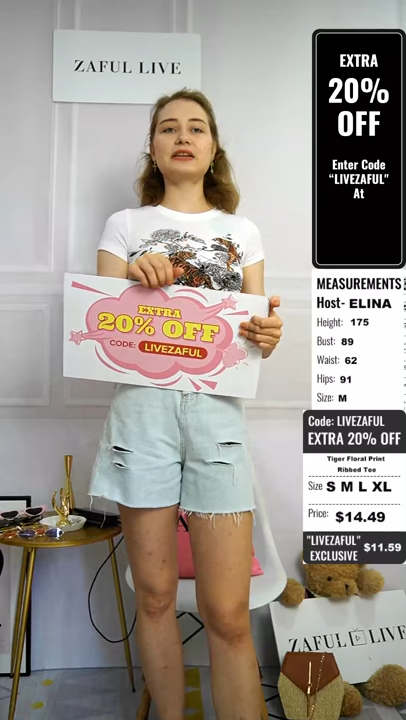 ZAFUL LIVE
EXTRA
20%
OFF
Enter Code
"LIVEZAFUL"
At
MEASUREMENTS
Host- ELINA
Height: 175
Bust: 89
Waist: 62
Hips: 91
Size: M
Code: LIVEZAFUL
EXTRA 20% OFF
Tiger Floral Print
Ribbed Tee
Size S M L XL
Price: $14.49
"LIVEZAFUL" $11.59
EXCLUSIVE
EXTRA
20% OFF
CODE: LIVEZAFUL
ZAFUL LIVE